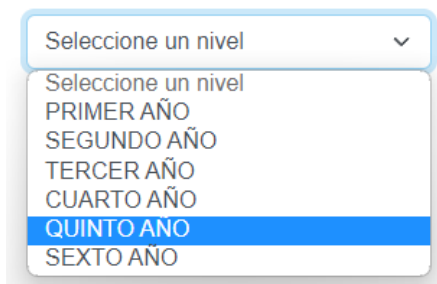 Seleccione un nivel
Seleccione un nivel
PRIMER AÑO
SEGUNDO AÑO
TERCER AÑO
CUARTO AÑO
QUINTO AÑO
SEXTO AÑO